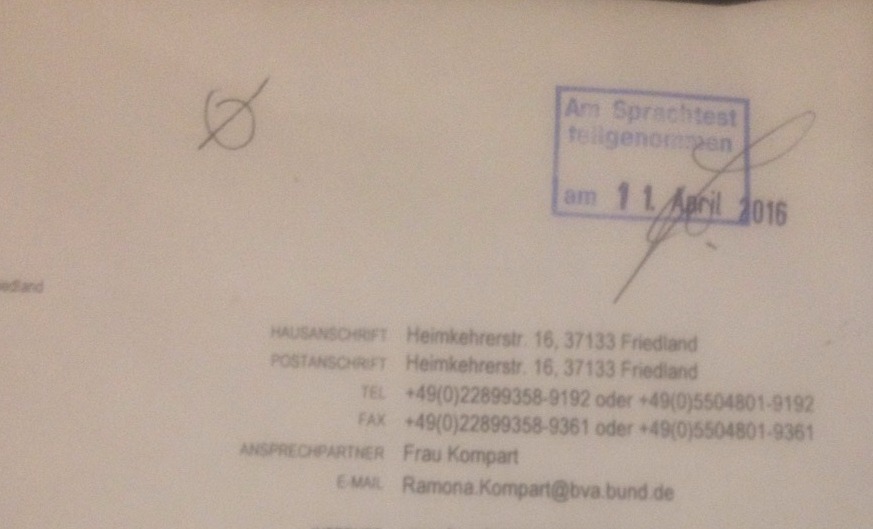 Am Sprachtest
teilgenommen
am 11. April 2016
iedland
HAUSANSCHRIFT Heimkehrerstr. 16, 37133 Friedland
POSTANSCHRIFT Heimkehrerstr. 16, 37133 Friedland
TEL +49(0)22899358-9192 oder +49(0)5504801-9192
FAX +49(0)22899358-9361 oder +49(0)5504801-9361
ANSPRECHPARTNER Frau Kompart
E-MAIL Ramona.Kompart@bva.bund.de